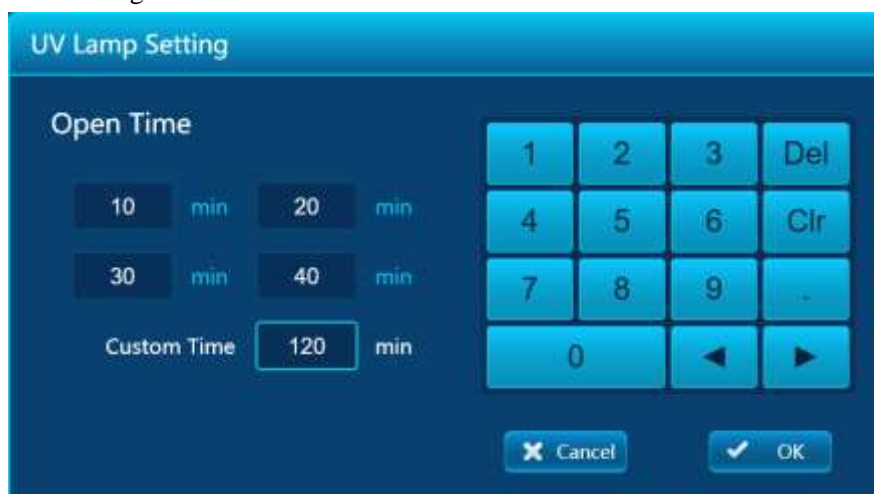 UV Lamp Setting
Open Time
10 min 20 min
30 min 40 min
Custom Time 120 min
1 2 3 Del
4 5 6 Clr
7 8 9 .
0 ◀ ▶
Cancel OK